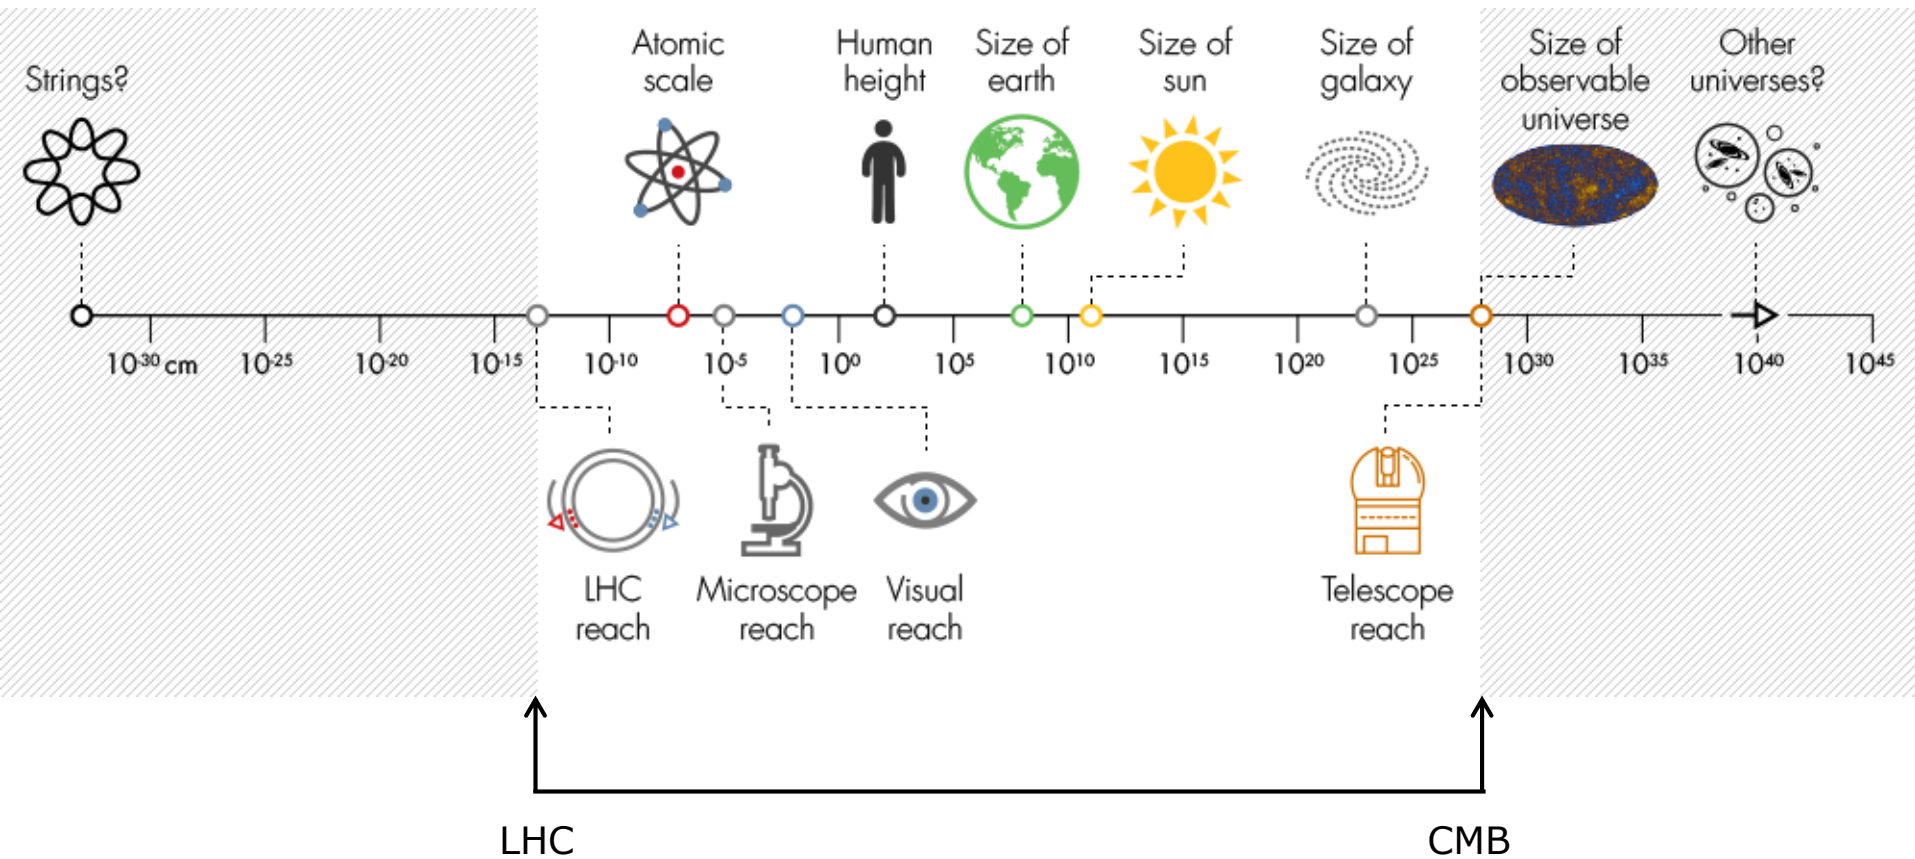 Strings?
Atomic
scale
Human
height
Size of
earth
Size of
sun
Size of
galaxy
Size of
observable
universe
Other
universes?
10⁻³⁰ cm
10⁻²⁵
10⁻²⁰
10⁻¹⁵
10⁻¹⁰
10⁻⁵
10⁰
10⁵
10¹⁰
10¹⁵
10²⁰
10²⁵
10³⁰
10³⁵
10⁴⁰
10⁴⁵
LHC
reach
Microscope
reach
Visual
reach
Telescope
reach
LHC
CMB